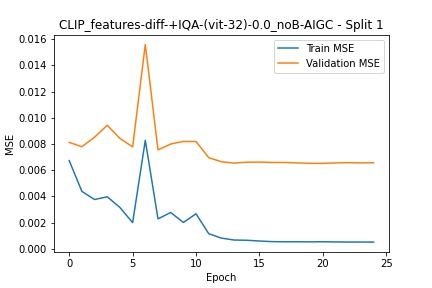 CLIP_features-diff-+IQA-(vit-32)-0.0_noB-AIGC - Split 1
Train MSE
Validation MSE
MSE
0.016
0.014
0.012
0.010
0.008
0.006
0.004
0.002
0.000
0 5 10 15 20 25
Epoch